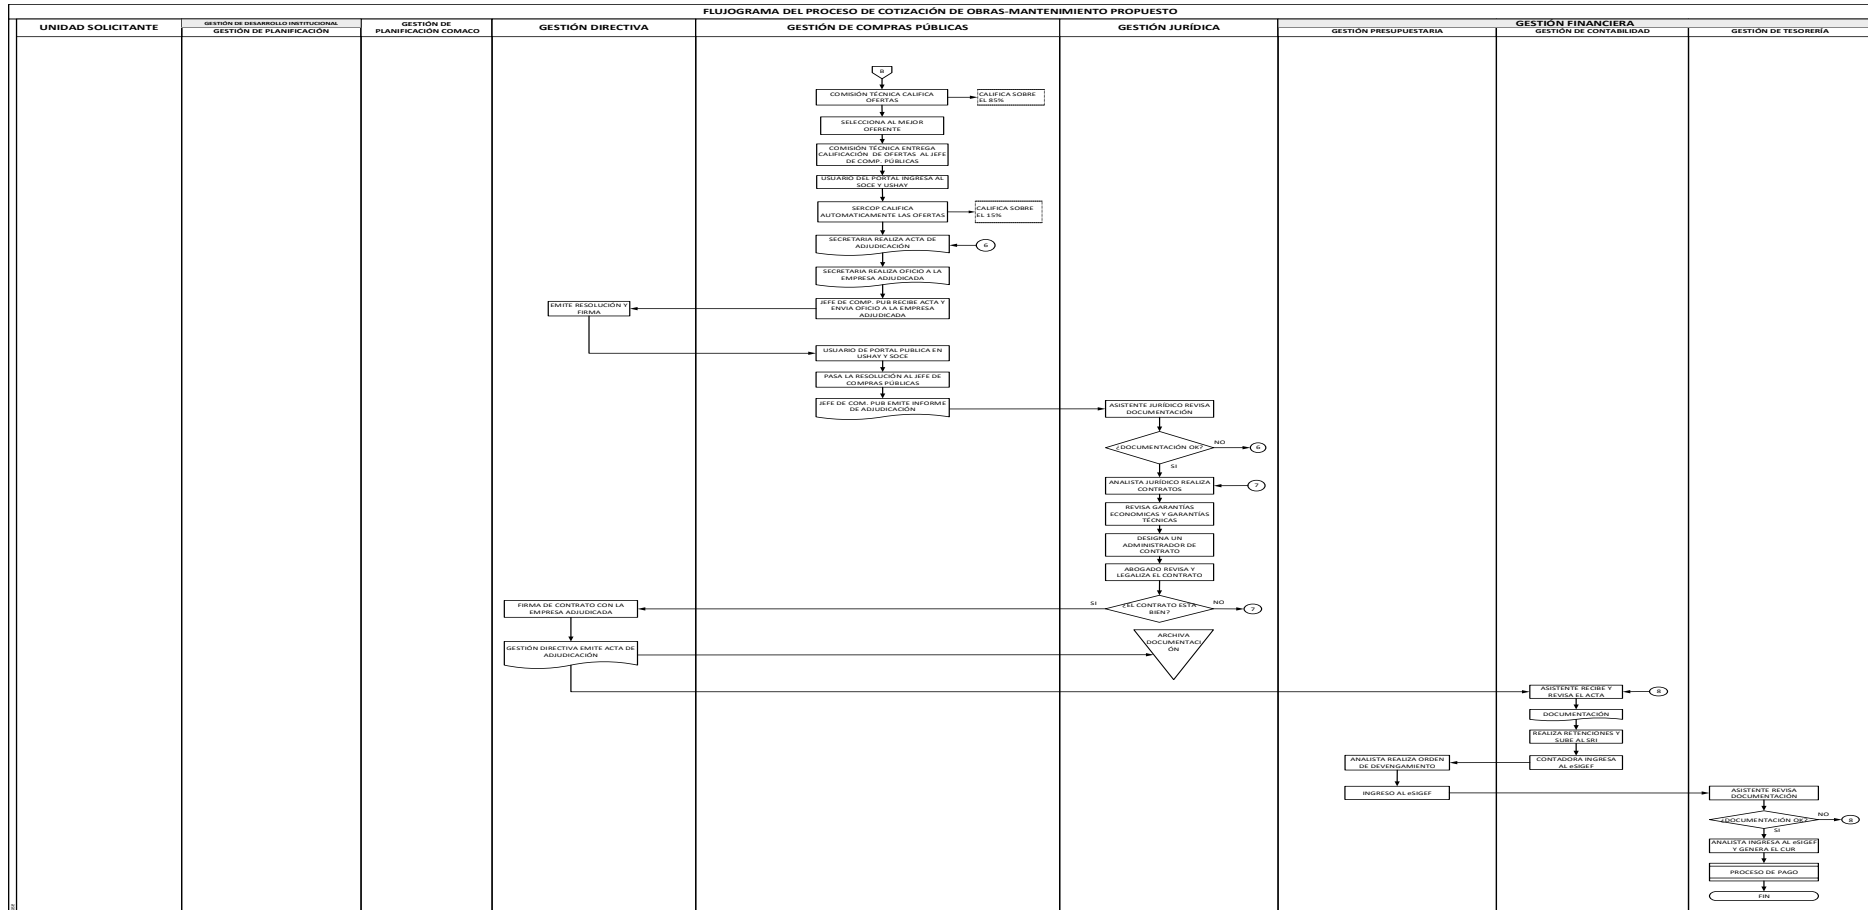 FLUJOGRAMA DEL PROCESO DE COTIZACIÓN DE OBRAS-MANTENIMIENTO PROPUESTO
UNIDAD SOLICITANTE
GESTIÓN DE DESARROLLO INSTITUCIONAL
GESTIÓN DE PLANIFICACIÓN
GESTIÓN DE
PLANIFICACIÓN COMACO
GESTIÓN DIRECTIVA
GESTIÓN DE COMPRAS PÚBLICAS
GESTIÓN JURÍDICA
GESTIÓN FINANCIERA
GESTIÓN PRESUPUESTARIA
GESTIÓN DE CONTABILIDAD
GESTIÓN DE TESORERÍA
B
COMISIÓN TÉCNICA CALIFICA
OFERTAS
CALIFICA SOBRE
EL 85%
SELECCIONA AL MEJOR
OFERENTE
COMISIÓN TÉCNICA ENTREGA
CALIFICACIÓN DE OFERTAS AL JEFE
DE COMP. PÚBLICAS
USUARIO DEL PORTAL INGRESA AL
SOCE Y USHAY
SERCOP CALIFICA
AUTOMATICAMENTE LAS OFERTAS
CALIFICA SOBRE
EL 15%
SECRETARIA REALIZA ACTA DE
ADJUDICACIÓN
6
SECRETARIA REALIZA OFICIO A LA
EMPRESA ADJUDICADA
JEFE DE COMP. PUB RECIBE ACTA Y
ENVIA OFICIO A LA EMPRESA
ADJUDICADA
EMITE RESOLUCIÓN Y
FIRMA
USUARIO DE PORTAL PUBLICA EN
USHAY Y SOCE
PASA LA RESOLUCIÓN AL JEFE DE
COMPRAS PÚBLICAS
JEFE DE COM. PUB EMITE INFORME
DE ADJUDICACIÓN
ASISTENTE JURÍDICO REVISA
DOCUMENTACIÓN
¿DOCUMENTACIÓN OK?
NO
6
SI
ANALISTA JURÍDICO REALIZA
CONTRATOS
7
REVISA GARANTÍAS
ECONOMICAS Y GARANTÍAS
TÉCNICAS
DESIGNA UN
ADMINISTRADOR DE
CONTRATO
ABOGADO REVISA Y
LEGALIZA EL CONTRATO
¿EL CONTRATO ESTA
BIEN?
SI
NO
7
FIRMA DE CONTRATO CON LA
EMPRESA ADJUDICADA
GESTIÓN DIRECTIVA EMITE ACTA DE
ADJUDICACIÓN
ARCHIVA
DOCUMENTACI
ÓN
ASISTENTE RECIBE Y
REVISA EL ACTA
8
DOCUMENTACIÓN
REALIZA RETENCIONES Y
SUBE AL SRI
CONTADORA INGRESA
AL eSIGEF
ANALISTA REALIZA ORDEN
DE DEVENGAMIENTO
INGRESO AL eSIGEF
ASISTENTE REVISA
DOCUMENTACIÓN
¿DOCUMENTACIÓN OK?
NO
8
SI
ANALISTA INGRESA AL eSIGEF
Y GENERA EL CUR
PROCESO DE PAGO
FIN